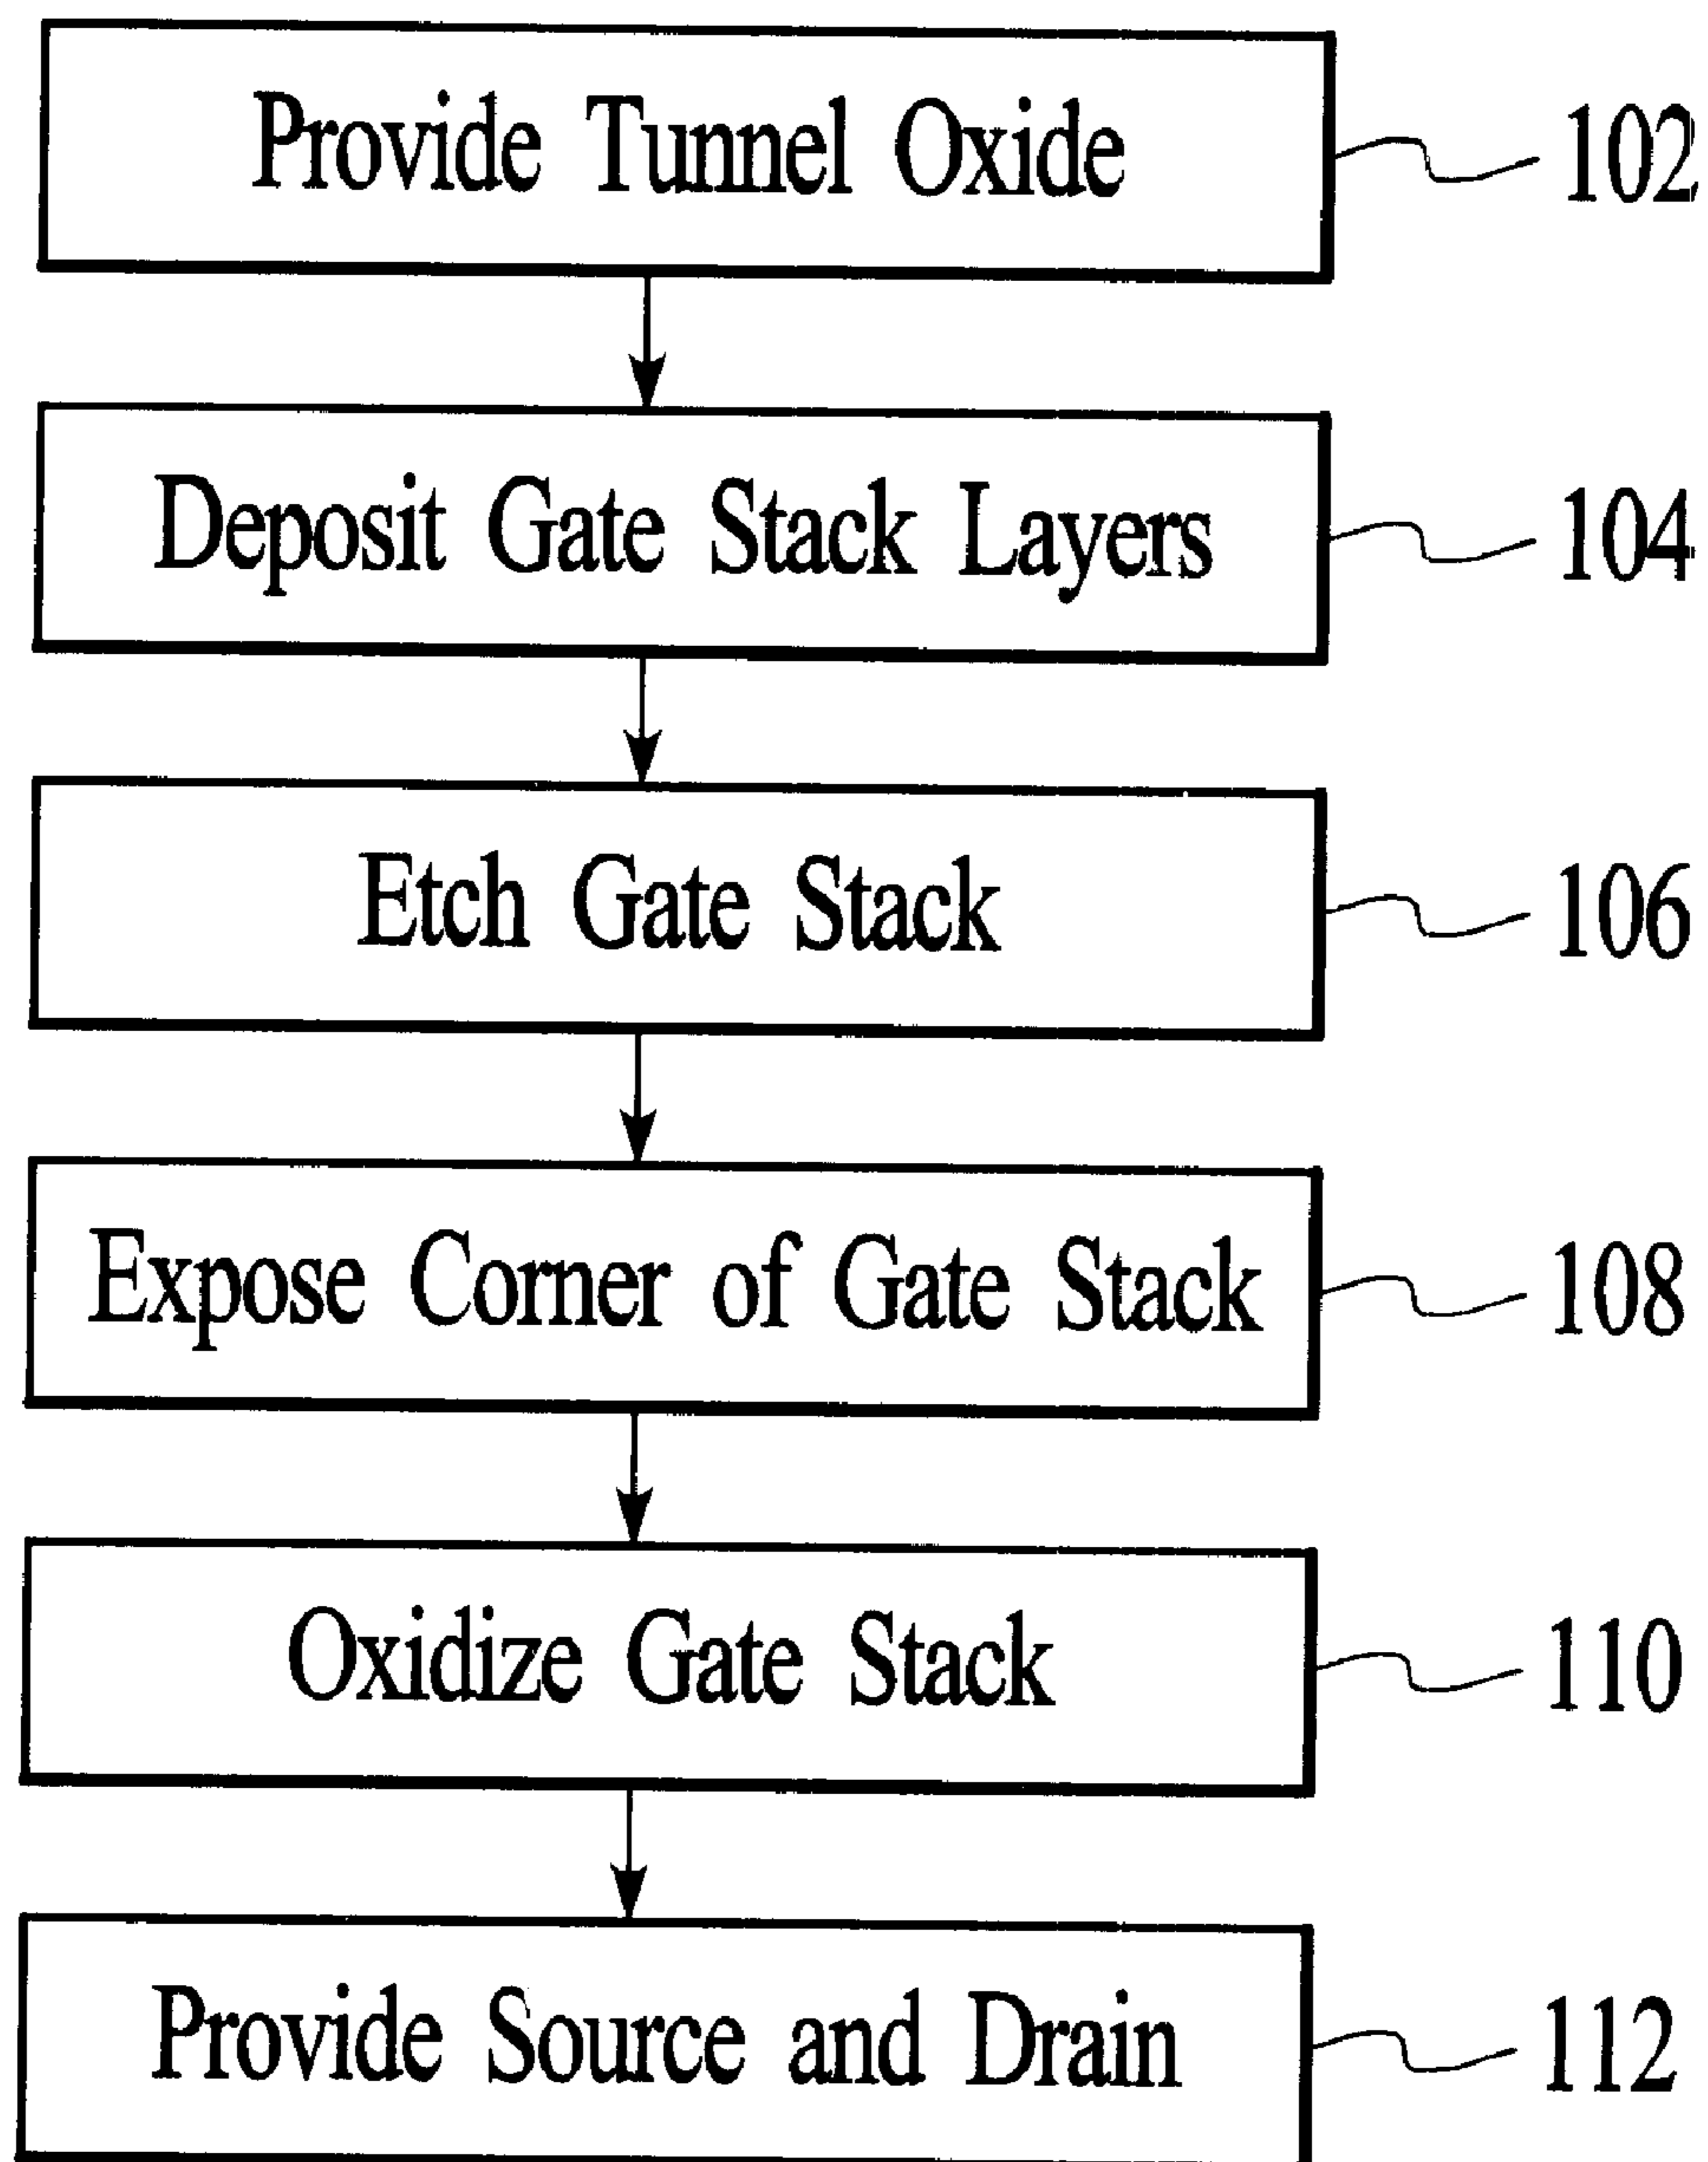 Provide Tunnel Oxide 102
Deposit Gate Stack Layers 104
Etch Gate Stack 106
Expose Corner of Gate Stack 108
Oxidize Gate Stack 110
Provide Source and Drain 112